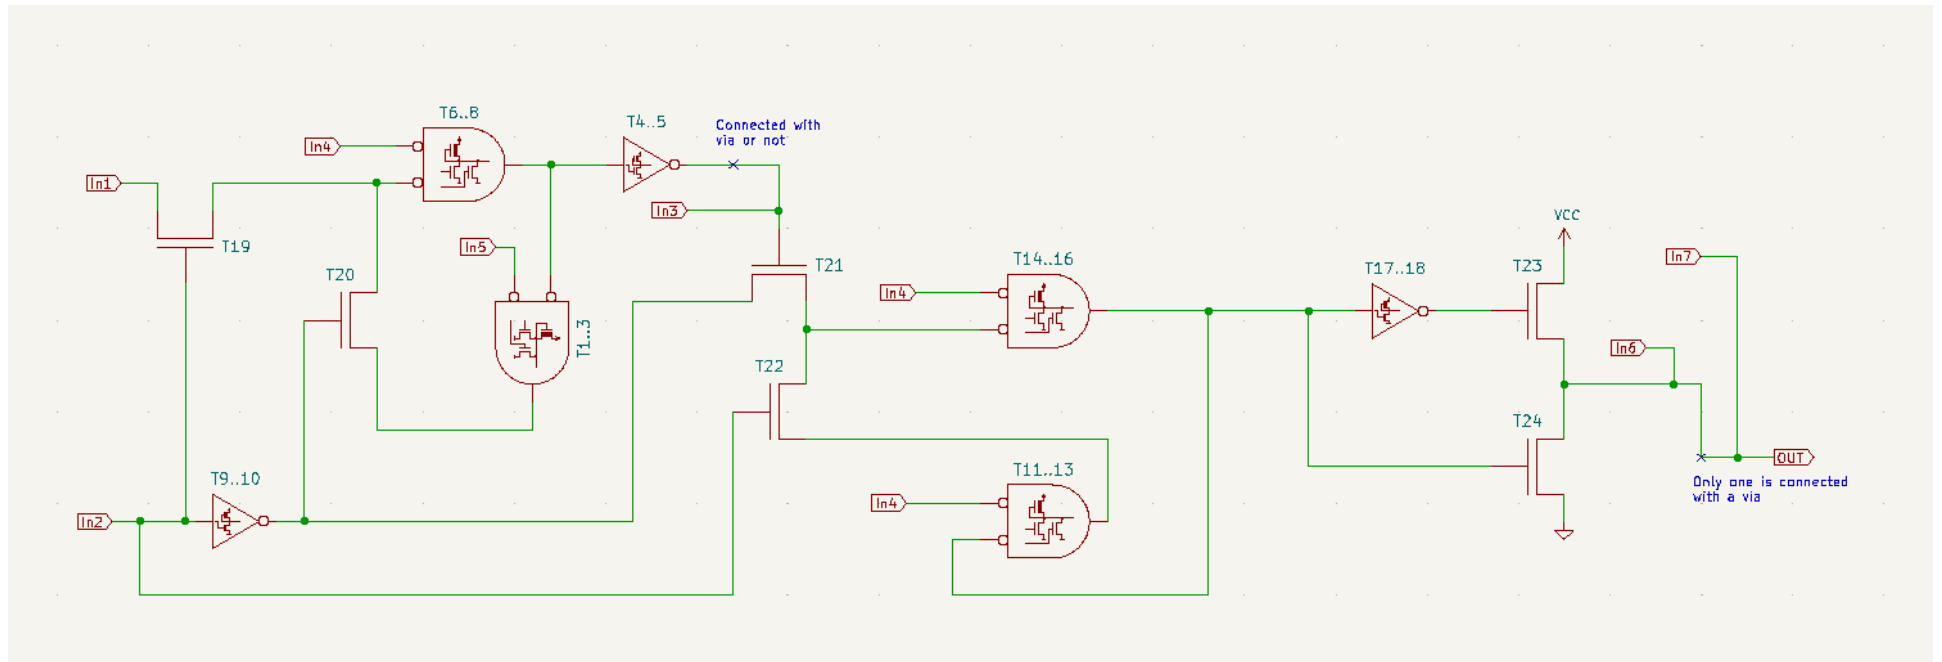 T6..8
T4..5
Connected with
via or not
In4
In1
In3
VCC
T19
In5
T14..16
T21
In7
T23
T17..18
T20
In4
T1..3
In6
T22
T24
T11..13
OUT
T9..10
Only one is connected
with a via
In4
In2